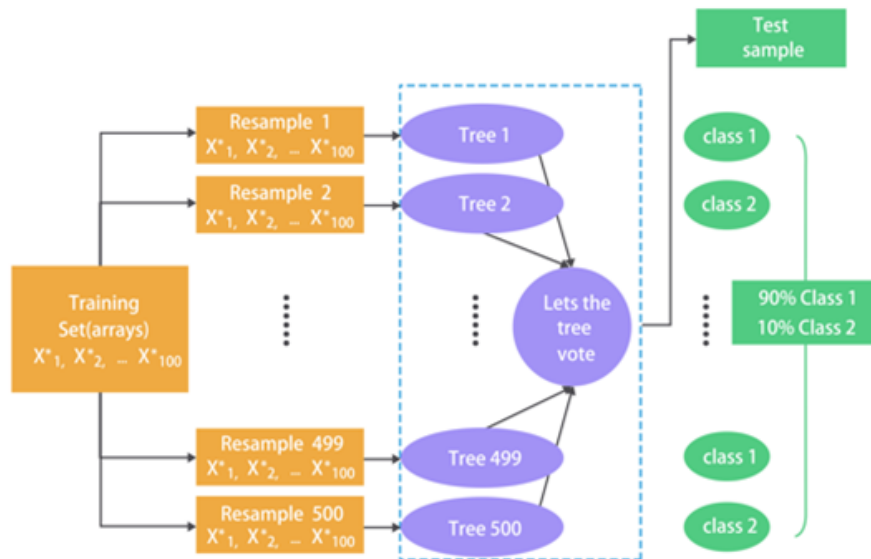 Test
sample
Resample 1
X*1, X*2, ... X*100
Tree 1
class 1
Resample 2
X*1, X*2, ... X*100
Tree 2
class 2
Training
Set(arrays)
X*1, X*2, ... X*100
Lets the
tree
vote
90% Class 1
10% Class 2
Resample 499
X*1, X*2, ... X*100
Tree 499
class 1
Resample 500
X*1, X*2, ... X*100
Tree 500
class 2